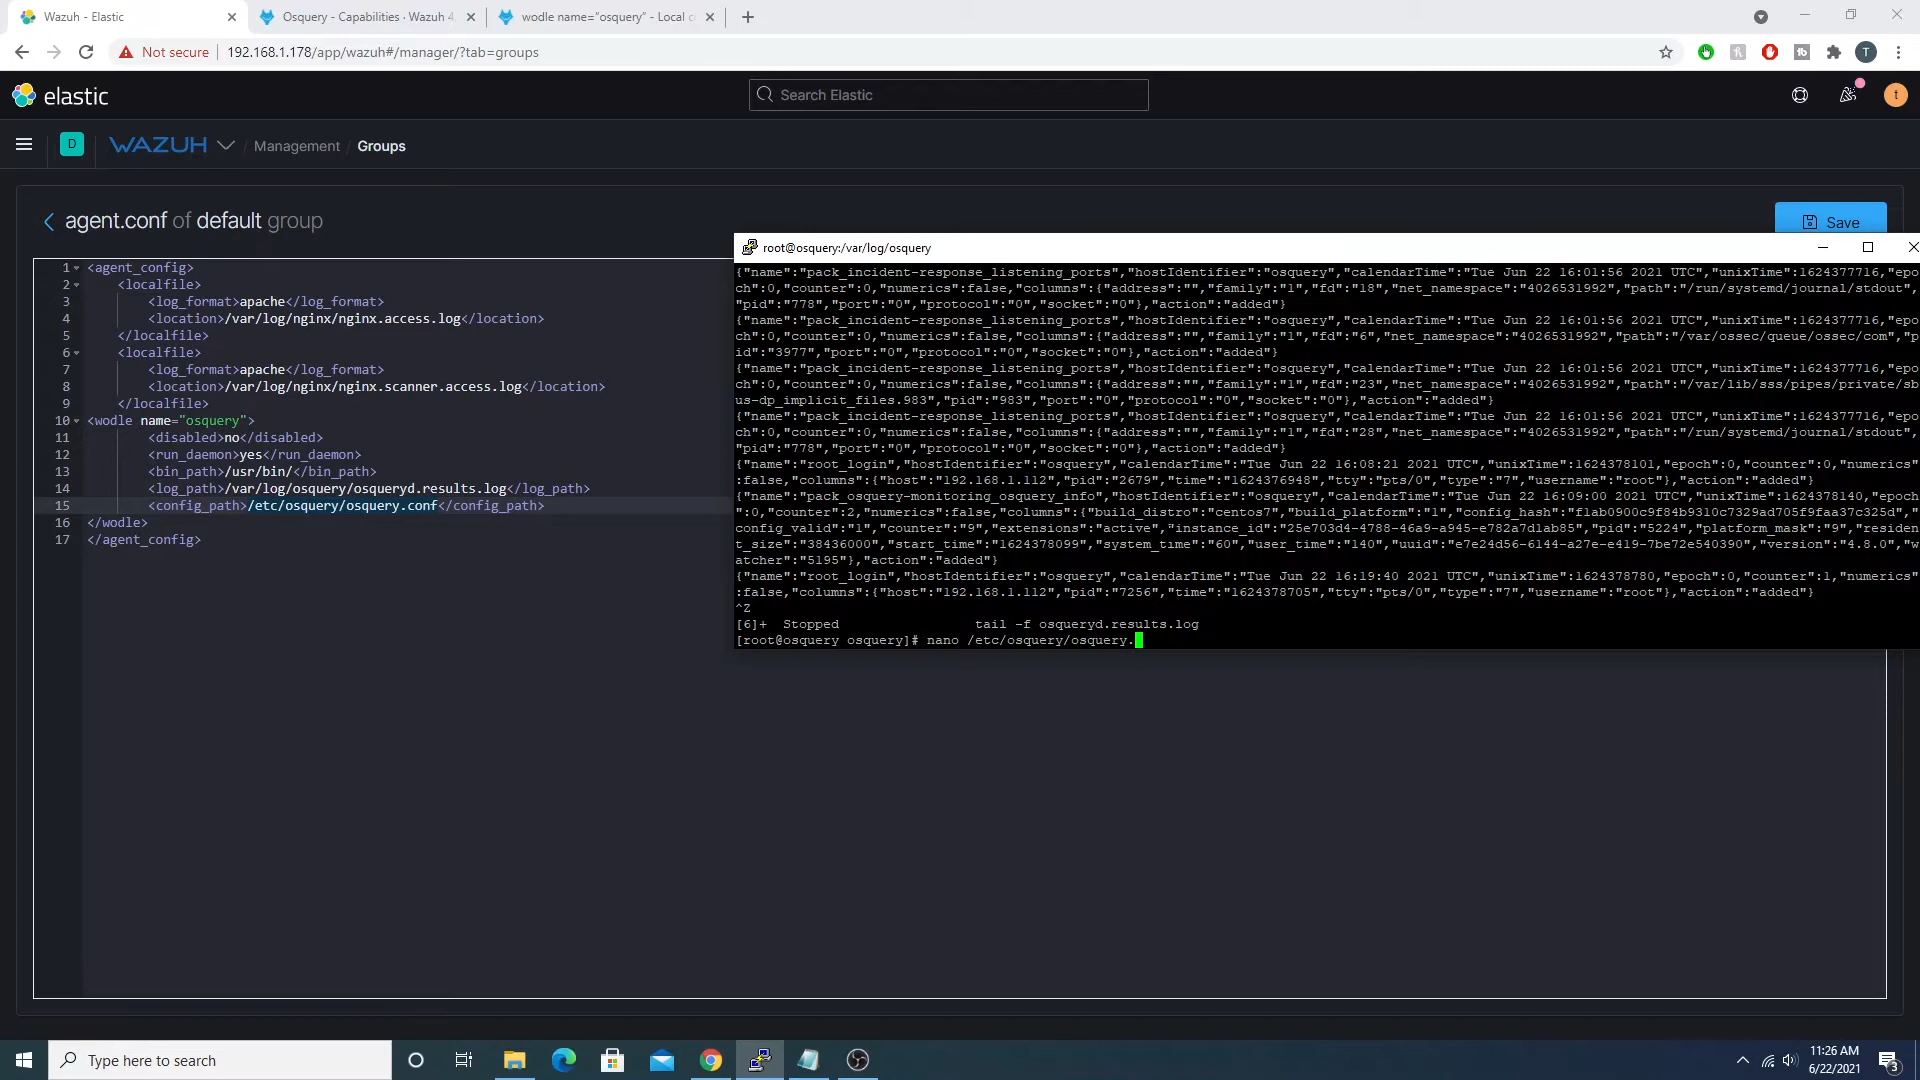 Wazuh - Elastic
Osquery - Capabilities · Wazuh 4.
wodle name="osquery" - Local c
Not secure
192.168.1.178/app/wazuh#/manager/?tab=groups
T
elastic
Search Elastic
t
D
WAZUH
/ Management / Groups
agent.conf of default group
Save
1 <agent_config>
2 <localfile>
3 <log_format>apache</log_format>
4 <location>/var/log/nginx/nginx.access.log</location>
5 </localfile>
6 <localfile>
7 <log_format>apache</log_format>
8 <location>/var/log/nginx/nginx.scanner.access.log</location>
9 </localfile>
10 <wodle name="osquery">
11 <disabled>no</disabled>
12 <run_daemon>yes</run_daemon>
13 <bin_path>/usr/bin/</bin_path>
14 <log_path>/var/log/osquery/osqueryd.results.log</log_path>
15 <config_path>/etc/osquery/osquery.conf</config_path>
16 </wodle>
17 </agent_config>
root@osquery:/var/log/osquery
{"name":"pack_incident-response_listening_ports","hostIdentifier":"osquery","calendarTime":"Tue Jun 22 16:01:56 2021 UTC","unixTime":1624377716,"epo
ch":0,"counter":0,"numerics":false,"columns":{"address":"","family":"1","fd":"18","net_namespace":"4026531992","path":"/run/systemd/journal/stdout",
"pid":"778","port":"0","protocol":"0","socket":"0"},"action":"added"}
{"name":"pack_incident-response_listening_ports","hostIdentifier":"osquery","calendarTime":"Tue Jun 22 16:01:56 2021 UTC","unixTime":1624377716,"epo
ch":0,"counter":0,"numerics":false,"columns":{"address":"","family":"1","fd":"6","net_namespace":"4026531992","path":"/var/ossec/queue/ossec/com","p
id":"3977","port":"0","protocol":"0","socket":"0"},"action":"added"}
{"name":"pack_incident-response_listening_ports","hostIdentifier":"osquery","calendarTime":"Tue Jun 22 16:01:56 2021 UTC","unixTime":1624377716,"epo
ch":0,"counter":0,"numerics":false,"columns":{"address":"","family":"1","fd":"23","net_namespace":"4026531992","path":"/var/lib/sss/pipes/private/sb
us-dp_implicit_files.983","pid":"983","port":"0","protocol":"0","socket":"0"},"action":"added"}
{"name":"pack_incident-response_listening_ports","hostIdentifier":"osquery","calendarTime":"Tue Jun 22 16:01:56 2021 UTC","unixTime":1624377716,"epo
ch":0,"counter":0,"numerics":false,"columns":{"address":"","family":"1","fd":"28","net_namespace":"4026531992","path":"/run/systemd/journal/stdout",
"pid":"778","port":"0","protocol":"0","socket":"0"},"action":"added"}
{"name":"root_login","hostIdentifier":"osquery","calendarTime":"Tue Jun 22 16:08:21 2021 UTC","unixTime":1624378101,"epoch":0,"counter":0,"numerics"
:false,"columns":{"host":"192.168.1.112","pid":"2679","time":"1624376948","tty":"pts/0","type":"7","username":"root"},"action":"added"}
{"name":"pack_osquery-monitoring_osquery_info","hostIdentifier":"osquery","calendarTime":"Tue Jun 22 16:09:00 2021 UTC","unixTime":1624378140,"epoch"
:0,"counter":2,"numerics":false,"columns":{"build_distro":"centos7","build_platform":"1","config_hash":"f1ab0900c9f84b9310c7329ad705f9faa37c325d","
config_valid":"1","counter":"9","extensions":"active","instance_id":"25e703d4-4788-46a9-a945-e782a7d1ab85","pid":"5224","platform_mask":"9","residen
t_size":"38436000","start_time":"1624378099","system_time":"60","user_time":"140","uuid":"e7e24d56-6144-a27e-e419-7be72e540390","version":"4.8.0","w
atcher":"5195"},"action":"added"}
{"name":"root_login","hostIdentifier":"osquery","calendarTime":"Tue Jun 22 16:19:40 2021 UTC","unixTime":1624378780,"epoch":0,"counter":1,"numerics"
:false,"columns":{"host":"192.168.1.112","pid":"7256","time":"1624378705","tty":"pts/0","type":"7","username":"root"},"action":"added"}
^Z
[6]+ Stopped tail -f osqueryd.results.log
[root@osquery osquery]# nano /etc/osquery/osquery.
Type here to search
11:26 AM
6/22/2021
3